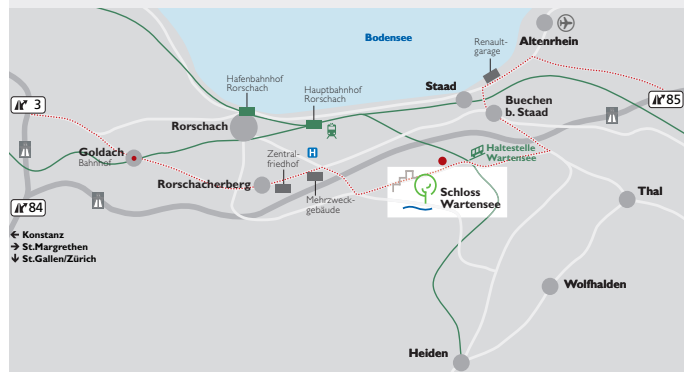 Bodensee
Renault-
garage
Altenrhein
Hafenbahnhof
Rorschach
Hauptbahnhof
Rorschach
Staad
3
85
Buechen
b. Staad
Rorschach
H
Goldach
Bahnhof
Zentral-
friedhof
Haltestelle
Wartensee
Rorschacherberg
Mehrzweck-
gebäude
Schloss
Wartensee
Thal
84
← Konstanz
→ St.Margrethen
↓ St.Gallen/Zürich
Wolfhalden
Heiden